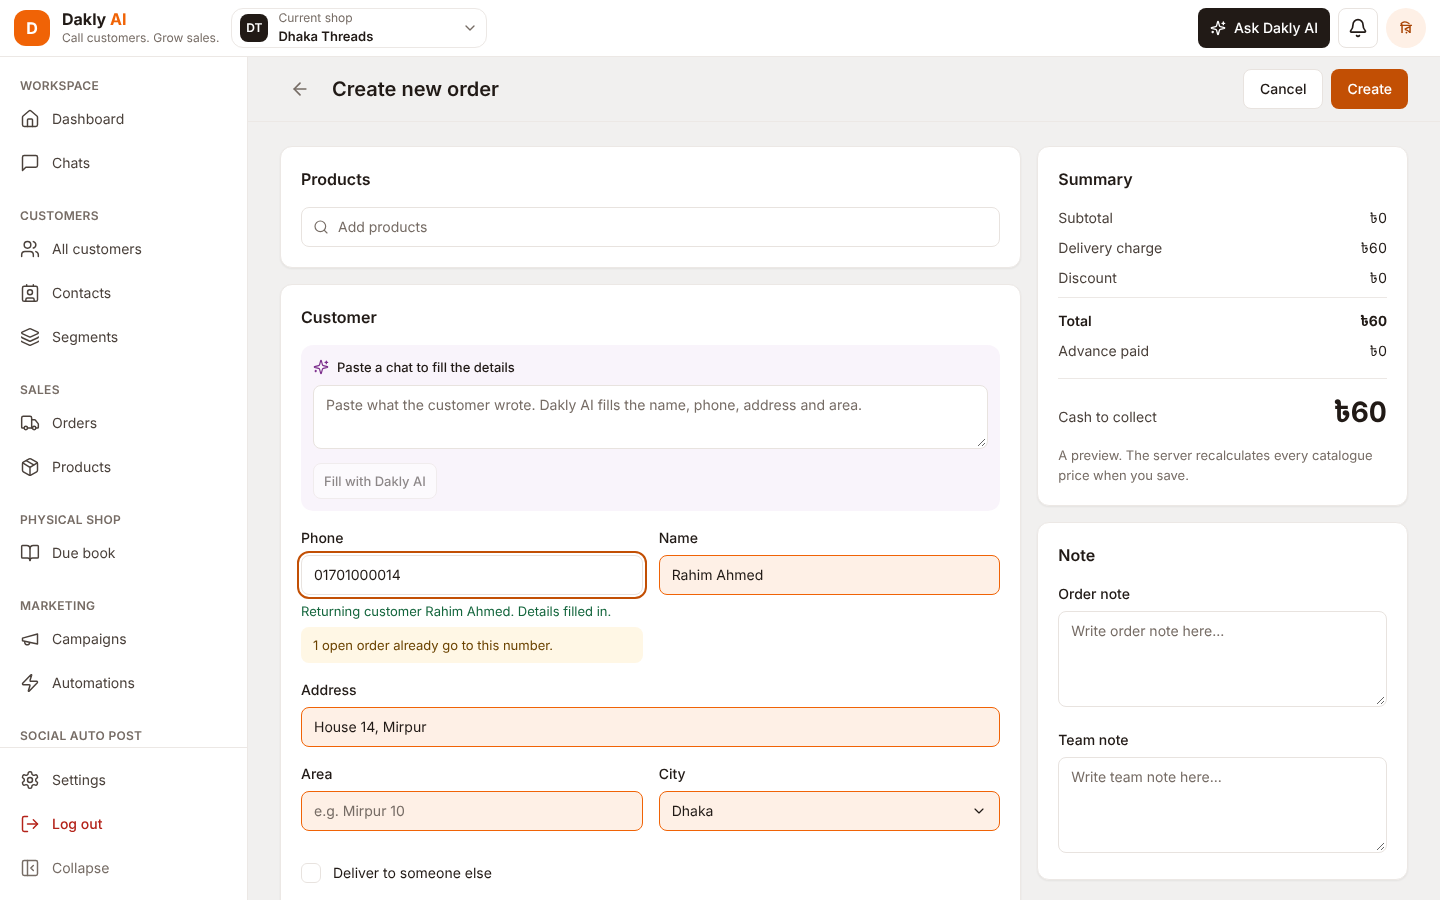 D
Dakly AI
Call customers. Grow sales.
DT
Current shop
Dhaka Threads
Ask Dakly AI
রি
WORKSPACE
Dashboard
Chats
CUSTOMERS
All customers
Contacts
Segments
SALES
Orders
Products
PHYSICAL SHOP
Due book
MARKETING
Campaigns
Automations
SOCIAL AUTO POST
Settings
Log out
Collapse
Create new order
Cancel
Create
Products
Add products
Customer
Paste a chat to fill the details
Paste what the customer wrote. Dakly AI fills the name, phone, address and area.
Fill with Dakly AI
Phone
01701000014
Returning customer Rahim Ahmed. Details filled in.
1 open order already go to this number.
Name
Rahim Ahmed
Address
House 14, Mirpur
Area
e.g. Mirpur 10
City
Dhaka
Deliver to someone else
Summary
Subtotal ৳0
Delivery charge ৳60
Discount ৳0
Total ৳60
Advance paid ৳0
Cash to collect ৳60
A preview. The server recalculates every catalogue
price when you save.
Note
Order note
Write order note here...
Team note
Write team note here...